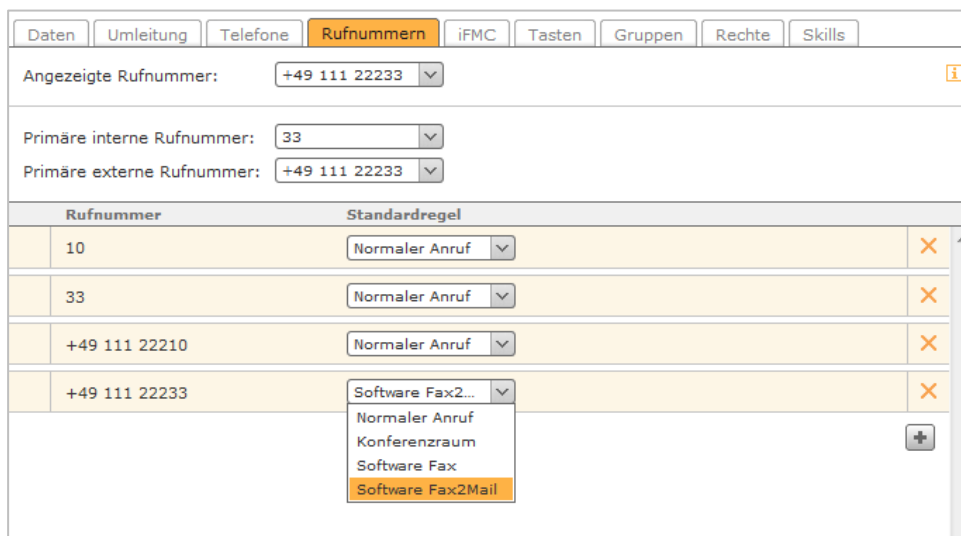 Daten Umleitung Telefone Rufnummern iFMC Tasten Gruppen Rechte Skills
Angezeigte Rufnummer: +49 111 22233
Primäre interne Rufnummer: 33
Primäre externe Rufnummer: +49 111 22233
Rufnummer Standardregel
10 Normaler Anruf
33 Normaler Anruf
+49 111 22210 Normaler Anruf
+49 111 22233 Software Fax2...
Normaler Anruf
Konferenzraum
Software Fax
Software Fax2Mail